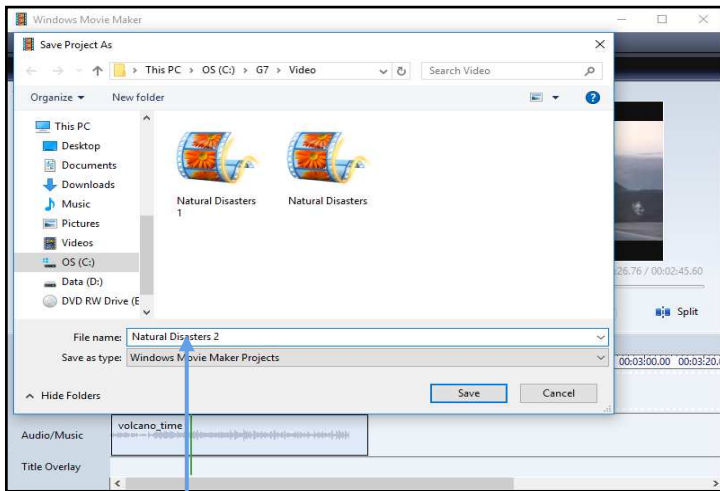 Windows Movie Maker
Save Project As
This PC > OS (C:) > G7 > Video
Search Video
Organize
New folder
This PC
Desktop
Documents
Downloads
Music
Pictures
Videos
OS (C:)
Data (D:)
DVD RW Drive (E
Natural Disasters
1
Natural Disasters
26.76 / 00:02:45.60
Split
File name: Natural Disasters 2
Save as type: Windows Movie Maker Projects
00:03:00.00 00:03:20.
Hide Folders
Save
Cancel
Audio/Music
volcano_time
Title Overlay